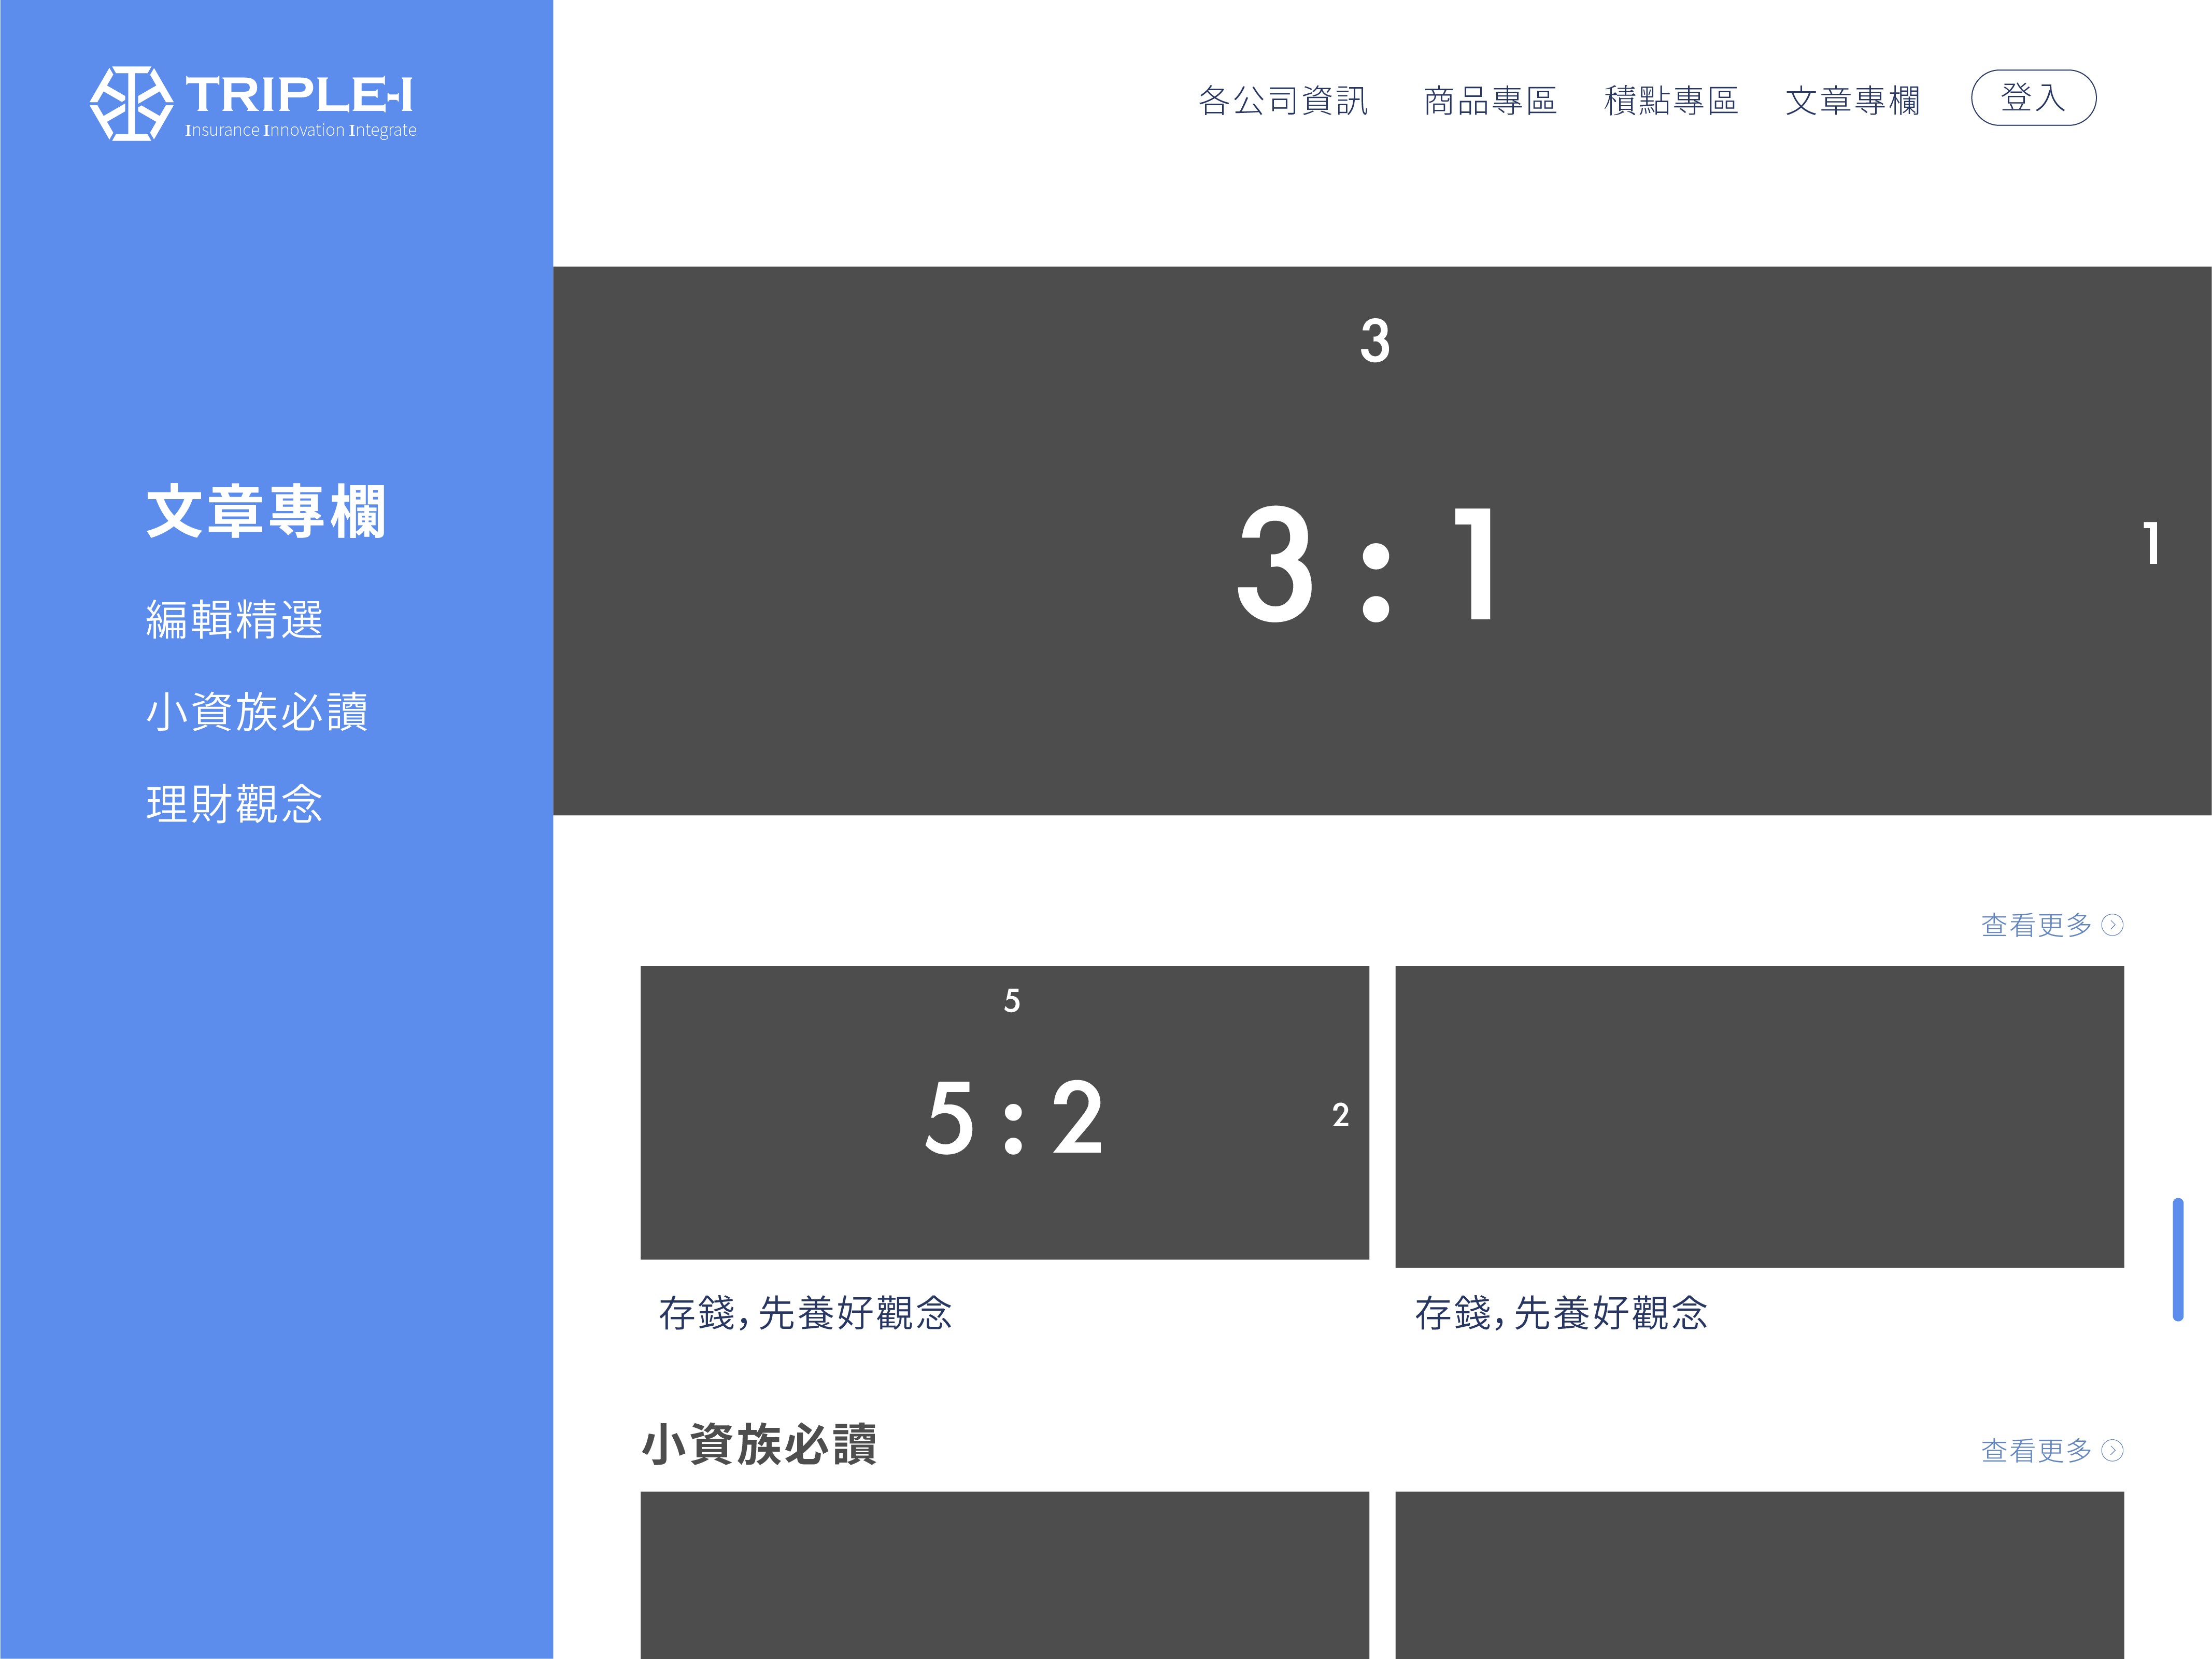 TRIPLE-I
Insurance Innovation Integrate
各公司資訊 商品專區 積點專區 文章專欄 登入
文章專欄
編輯精選
小資族必讀
理財觀念
3
3 : 1
1
查看更多
5
5 : 2
2
存錢，先養好觀念
存錢，先養好觀念
小資族必讀
查看更多